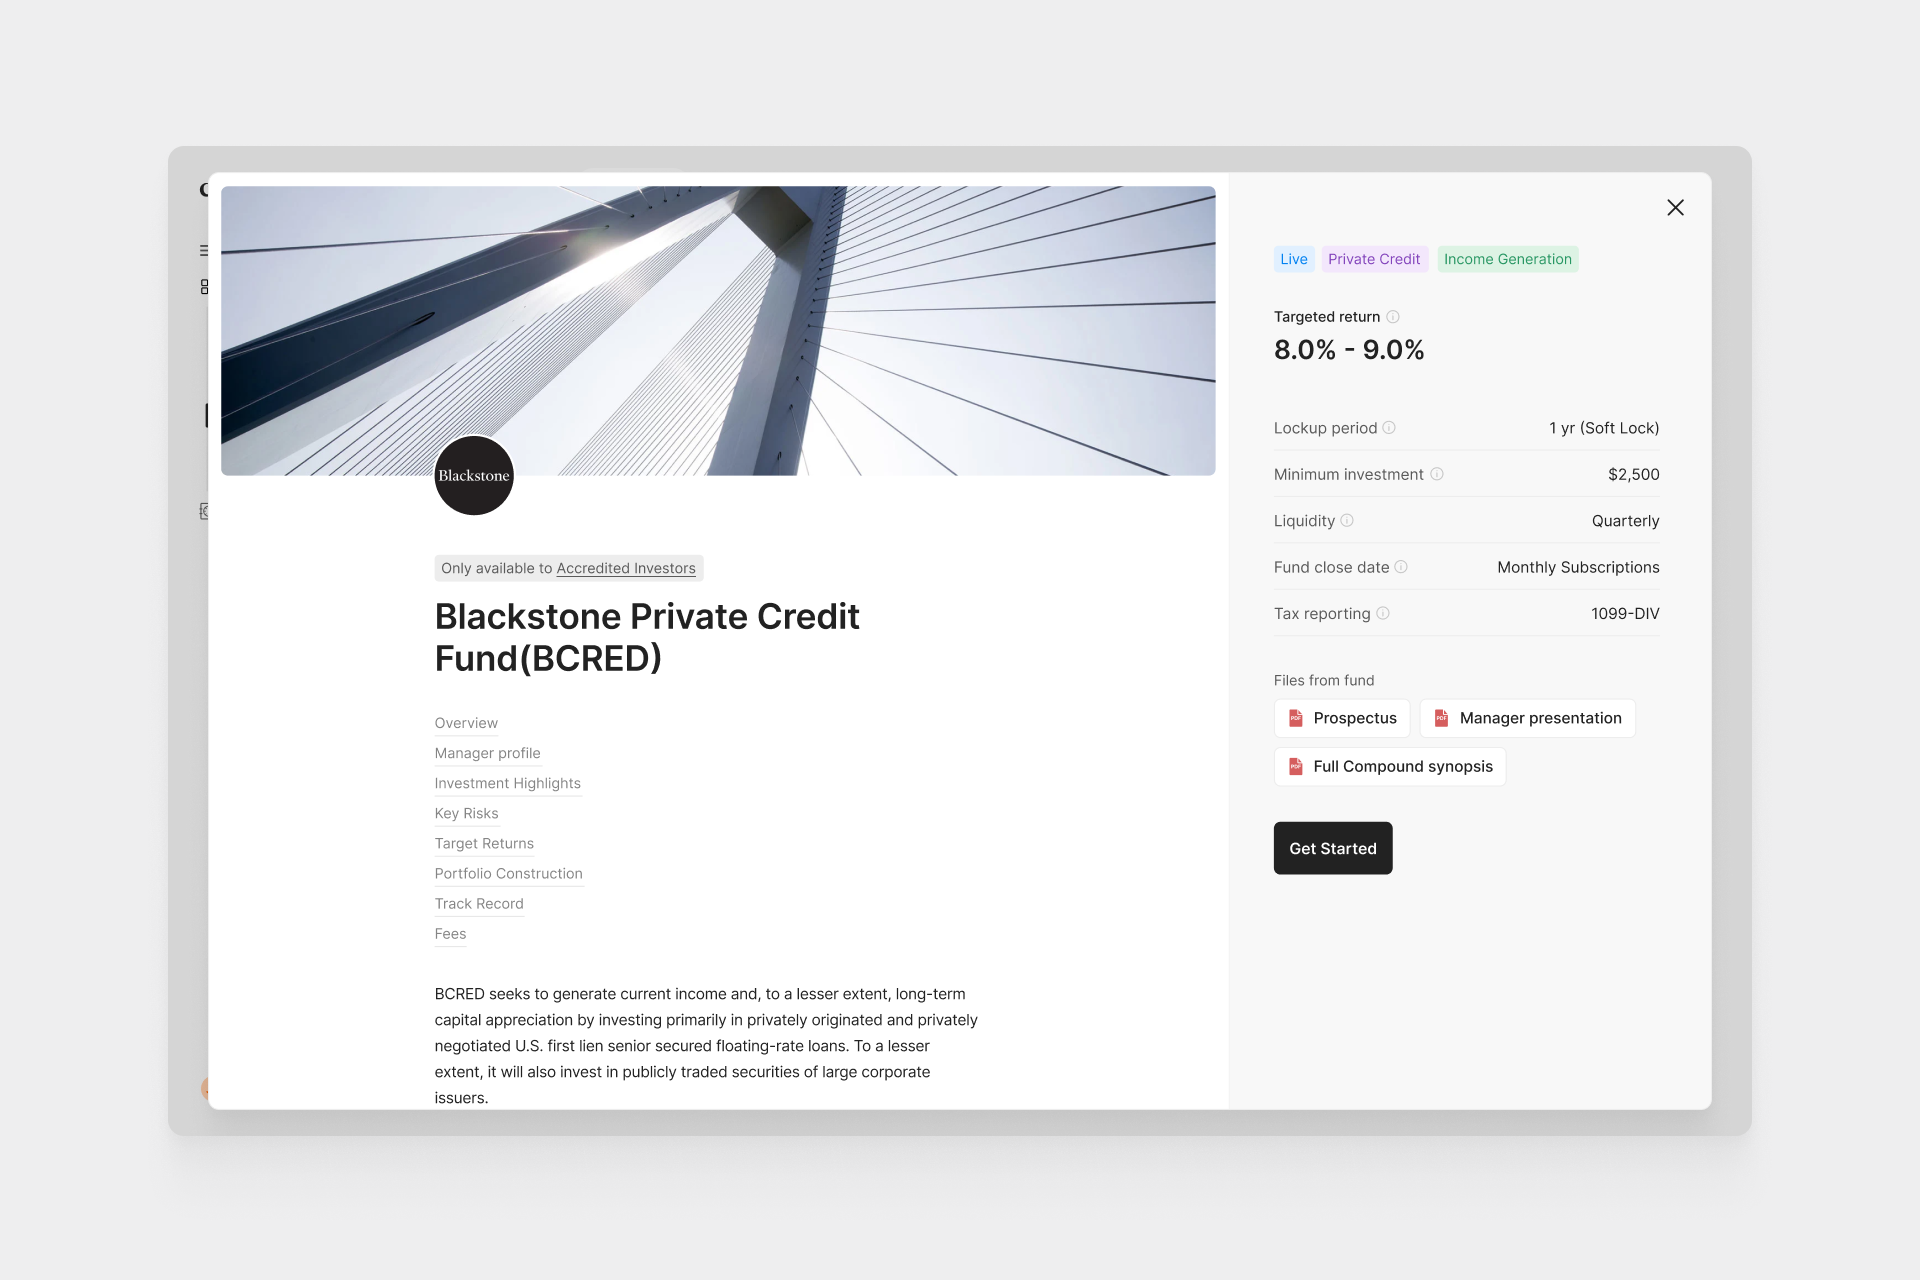 Blackstone
Only available to Accredited Investors
Blackstone Private Credit
Fund(BCRED)
Overview
Manager profile
Investment Highlights
Key Risks
Target Returns
Portfolio Construction
Track Record
Fees
BCRED seeks to generate current income and, to a lesser extent, long-term
capital appreciation by investing primarily in privately originated and privately
negotiated U.S. first lien senior secured floating-rate loans. To a lesser
extent, it will also invest in publicly traded securities of large corporate
issuers.
Live Private Credit Income Generation
Targeted return
8.0% - 9.0%
Lockup period 1 yr (Soft Lock)
Minimum investment $2,500
Liquidity Quarterly
Fund close date Monthly Subscriptions
Tax reporting 1099-DIV
Files from fund
PDF Prospectus PDF Manager presentation
PDF Full Compound synopsis
Get Started